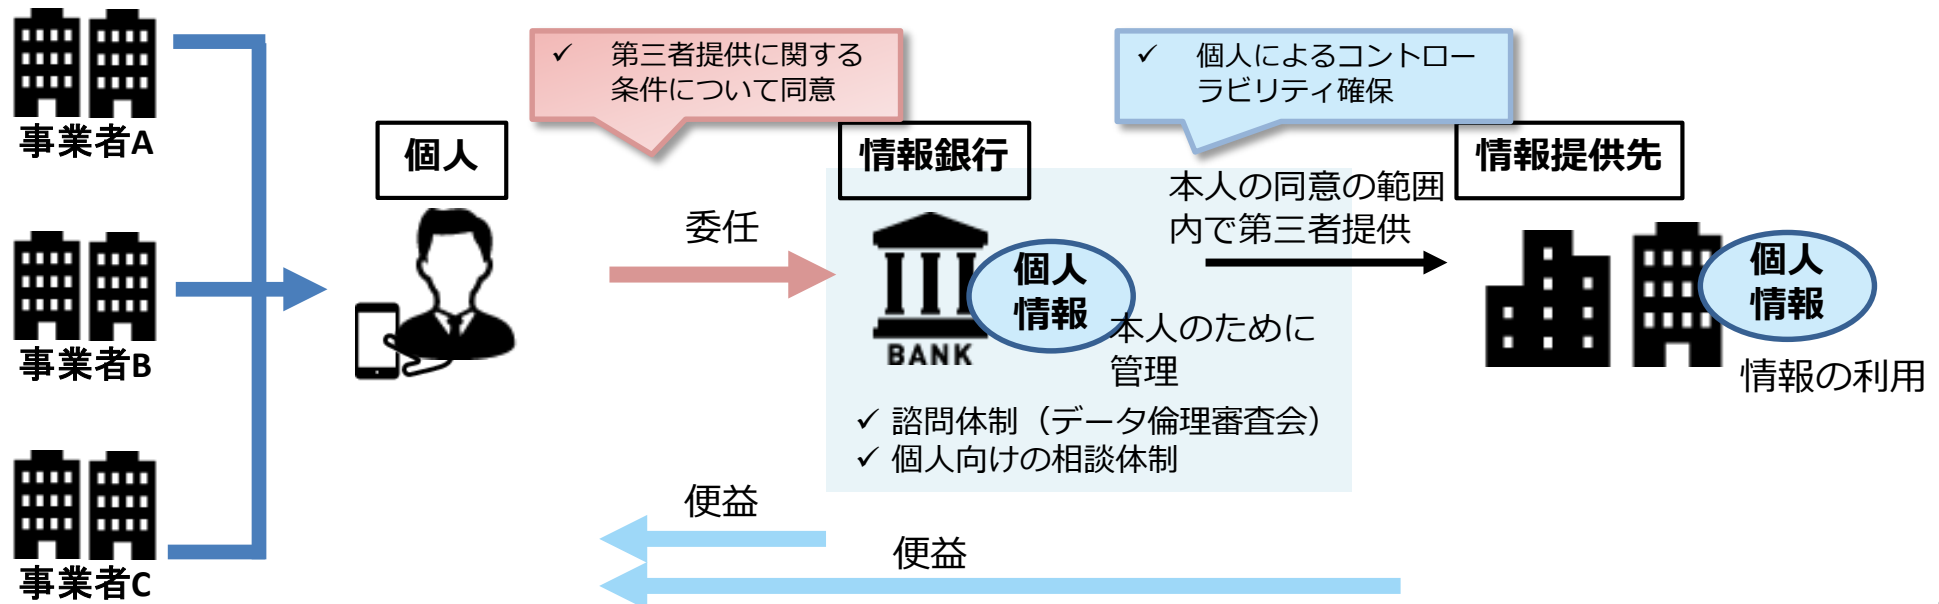 事業者A
事業者B
事業者C
個人
✓ 第三者提供に関する
条件について同意
委任
情報銀行
BANK
個人
情報
本人のために
管理
✓ 諮問体制（データ倫理審査会）
✓ 個人向けの相談体制
✓ 個人によるコントロー
ラビリティ確保
本人の同意の範囲
内で第三者提供
情報提供先
個人
情報
情報の利用
便益
便益